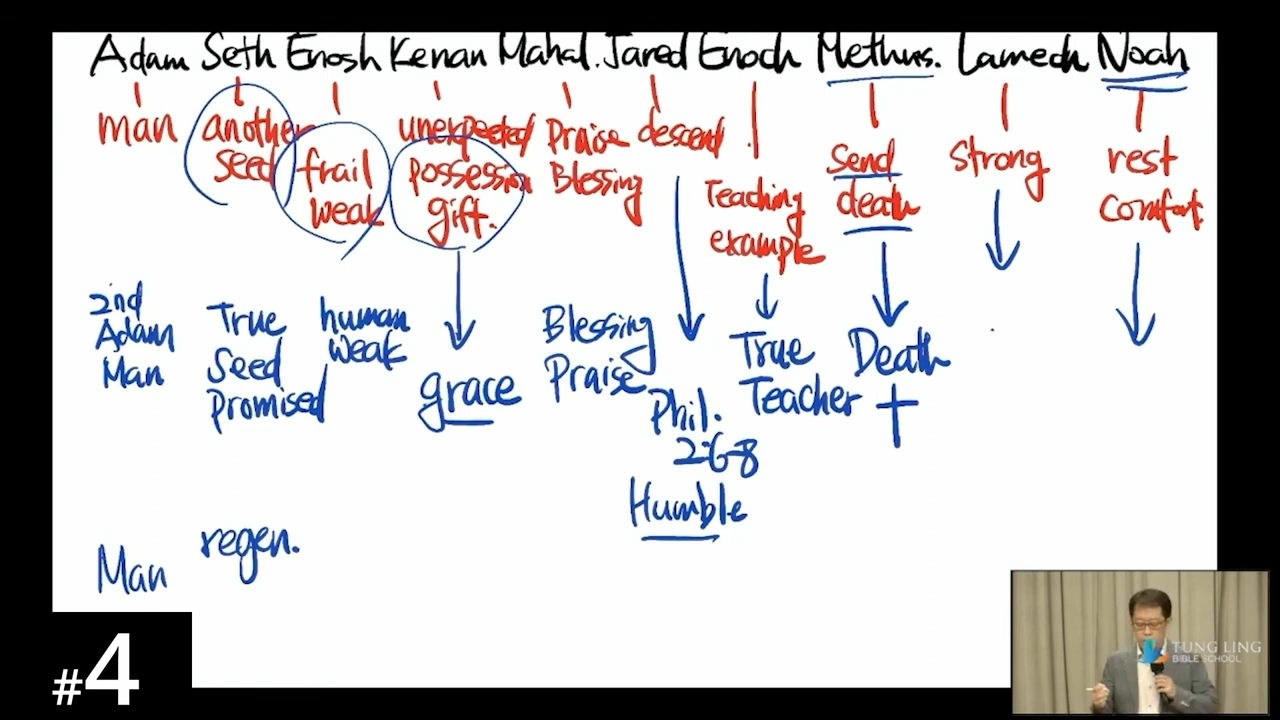 Adam Seth Enosh Kenan Mahal. Jared Enoch Methus. Lamech Noah
man
another
seed
frail
weak
unexpected
possession
gift.
Praise
Blessing
descend
Teaching
example
send
death
strong
rest
comfort.
2nd
Adam
Man
True
Seed
Promised
human
weak
grace
Blessing
Praise
Phil.
2:6-8
Humble
True
Teacher
Death
Man
regen.
#4
TUNG LING
BIBLE SCHOOL